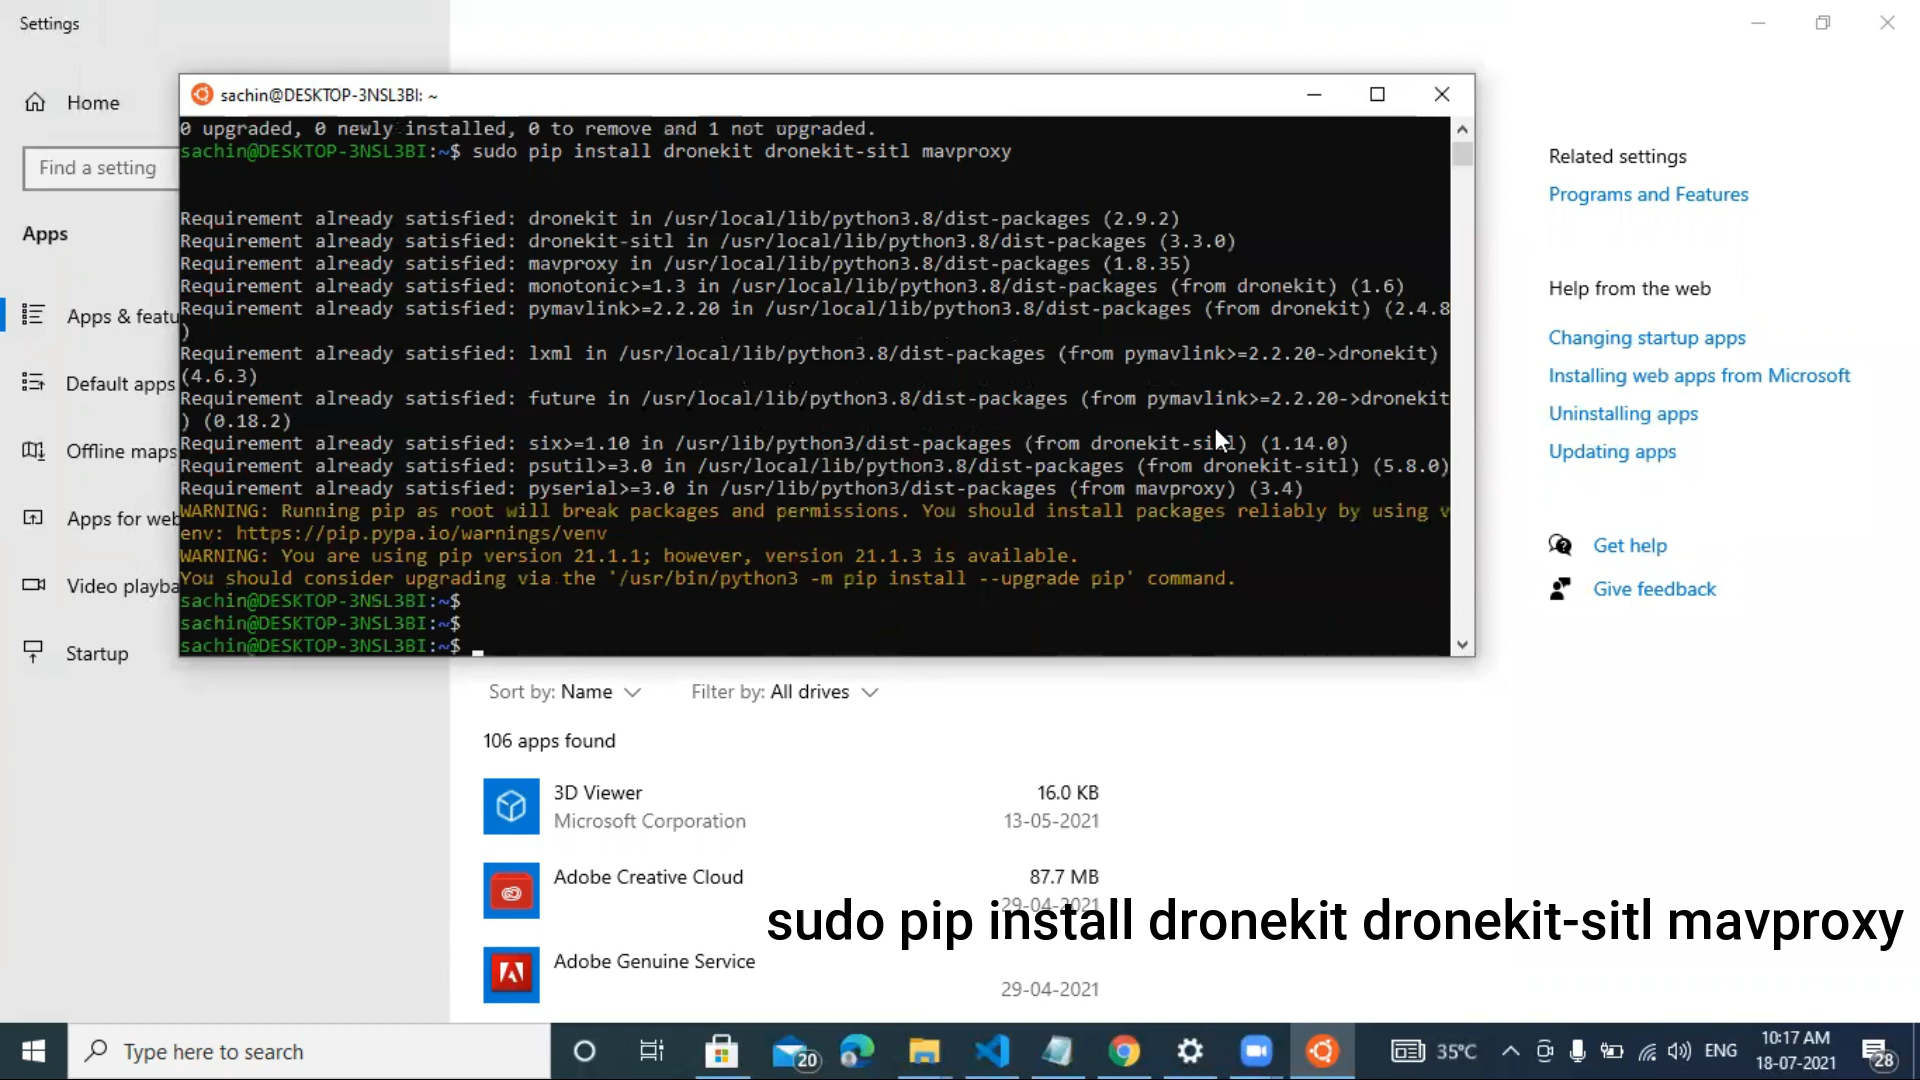 Settings
Home
Find a setting
Apps
Apps & featu
Default apps
Offline maps
Apps for web
Video playba
Startup
sachin@DESKTOP-3NSL3BI: ~
0 upgraded, 0 newly installed, 0 to remove and 1 not upgraded.
sachin@DESKTOP-3NSL3BI:~$ sudo pip install dronekit dronekit-sitl mavproxy
Requirement already satisfied: dronekit in /usr/local/lib/python3.8/dist-packages (2.9.2)
Requirement already satisfied: dronekit-sitl in /usr/local/lib/python3.8/dist-packages (3.3.0)
Requirement already satisfied: mavproxy in /usr/local/lib/python3.8/dist-packages (1.8.35)
Requirement already satisfied: monotonic>=1.3 in /usr/local/lib/python3.8/dist-packages (from dronekit) (1.6)
Requirement already satisfied: pymavlink>=2.2.20 in /usr/local/lib/python3.8/dist-packages (from dronekit) (2.4.8
)
Requirement already satisfied: lxml in /usr/local/lib/python3.8/dist-packages (from pymavlink>=2.2.20->dronekit)
(4.6.3)
Requirement already satisfied: future in /usr/local/lib/python3.8/dist-packages (from pymavlink>=2.2.20->dronekit
) (0.18.2)
Requirement already satisfied: six>=1.10 in /usr/lib/python3/dist-packages (from dronekit-sitl) (1.14.0)
Requirement already satisfied: psutil>=3.0 in /usr/local/lib/python3.8/dist-packages (from dronekit-sitl) (5.8.0)
Requirement already satisfied: pyserial>=3.0 in /usr/lib/python3/dist-packages (from mavproxy) (3.4)
WARNING: Running pip as root will break packages and permissions. You should install packages reliably by using v
env: https://pip.pypa.io/warnings/venv
WARNING: You are using pip version 21.1.1; however, version 21.1.3 is available.
You should consider upgrading via the '/usr/bin/python3 -m pip install --upgrade pip' command.
sachin@DESKTOP-3NSL3BI:~$
sachin@DESKTOP-3NSL3BI:~$
sachin@DESKTOP-3NSL3BI:~$
Sort by: Name
Filter by: All drives
106 apps found
3D Viewer
16.0 KB
Microsoft Corporation
13-05-2021
Adobe Creative Cloud
87.7 MB
29-04-2021
Adobe Genuine Service
29-04-2021
Related settings
Programs and Features
Help from the web
Changing startup apps
Installing web apps from Microsoft
Uninstalling apps
Updating apps
Get help
Give feedback
sudo pip install dronekit dronekit-sitl mavproxy
Type here to search
20
35°C
ENG
10:17 AM
18-07-2021
28